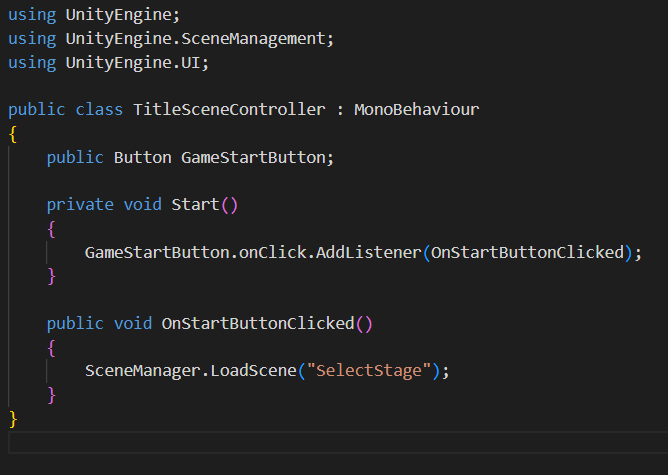 using UnityEngine;
using UnityEngine.SceneManagement;
using UnityEngine.UI;

public class TitleSceneController : MonoBehaviour
{
    public Button GameStartButton;

    private void Start()
    {
        GameStartButton.onClick.AddListener(OnStartButtonClicked);
    }

    public void OnStartButtonClicked()
    {
        SceneManager.LoadScene("SelectStage");
    }
}